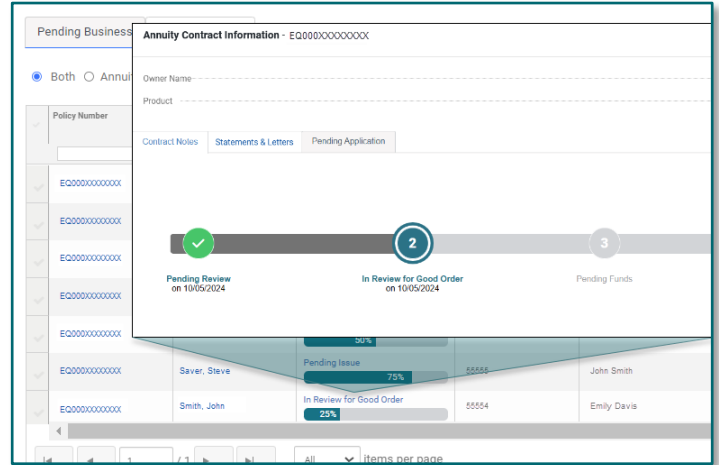 Pending Business
Annuity Contract Information - EQ000XXXXXXXX
Both
Owner Name
Product
Policy Number
Contract Notes
Statements & Letters
Pending Application
EQ000XXXXXXXX
EQ000XXXXXXXX
2
3
EQ000XXXXXXXX
Pending Review
on 10/05/2024
In Review for Good Order
on 10/05/2024
Pending Funds
EQ000XXXXXXXX
EQ000XXXXXXXX
50%
EQ000XXXXXXXX
Saver, Steve
Pending Issue
75%
55555
John Smith
EQ000XXXXXXXX
Smith, John
In Review for Good Order
25%
55554
Emily Davis
1
/ 1
All
items per page